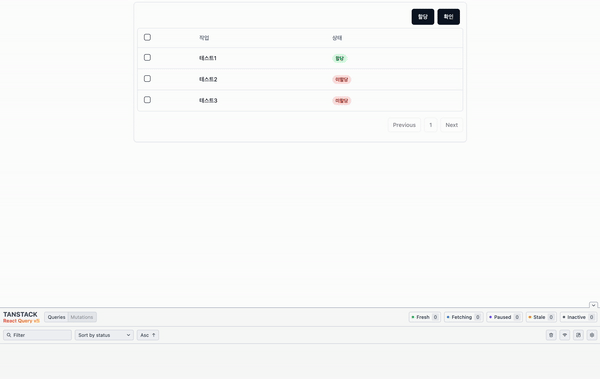 할당 확인
작업 상태
테스트1 할당
테스트2 미할당
테스트3 미할당
Previous 1 Next
TANSTACK
React Query v5
Queries Mutations
Fresh 0 Fetching 0 Paused 0 Stale 0 Inactive 0
Filter Sort by status Asc